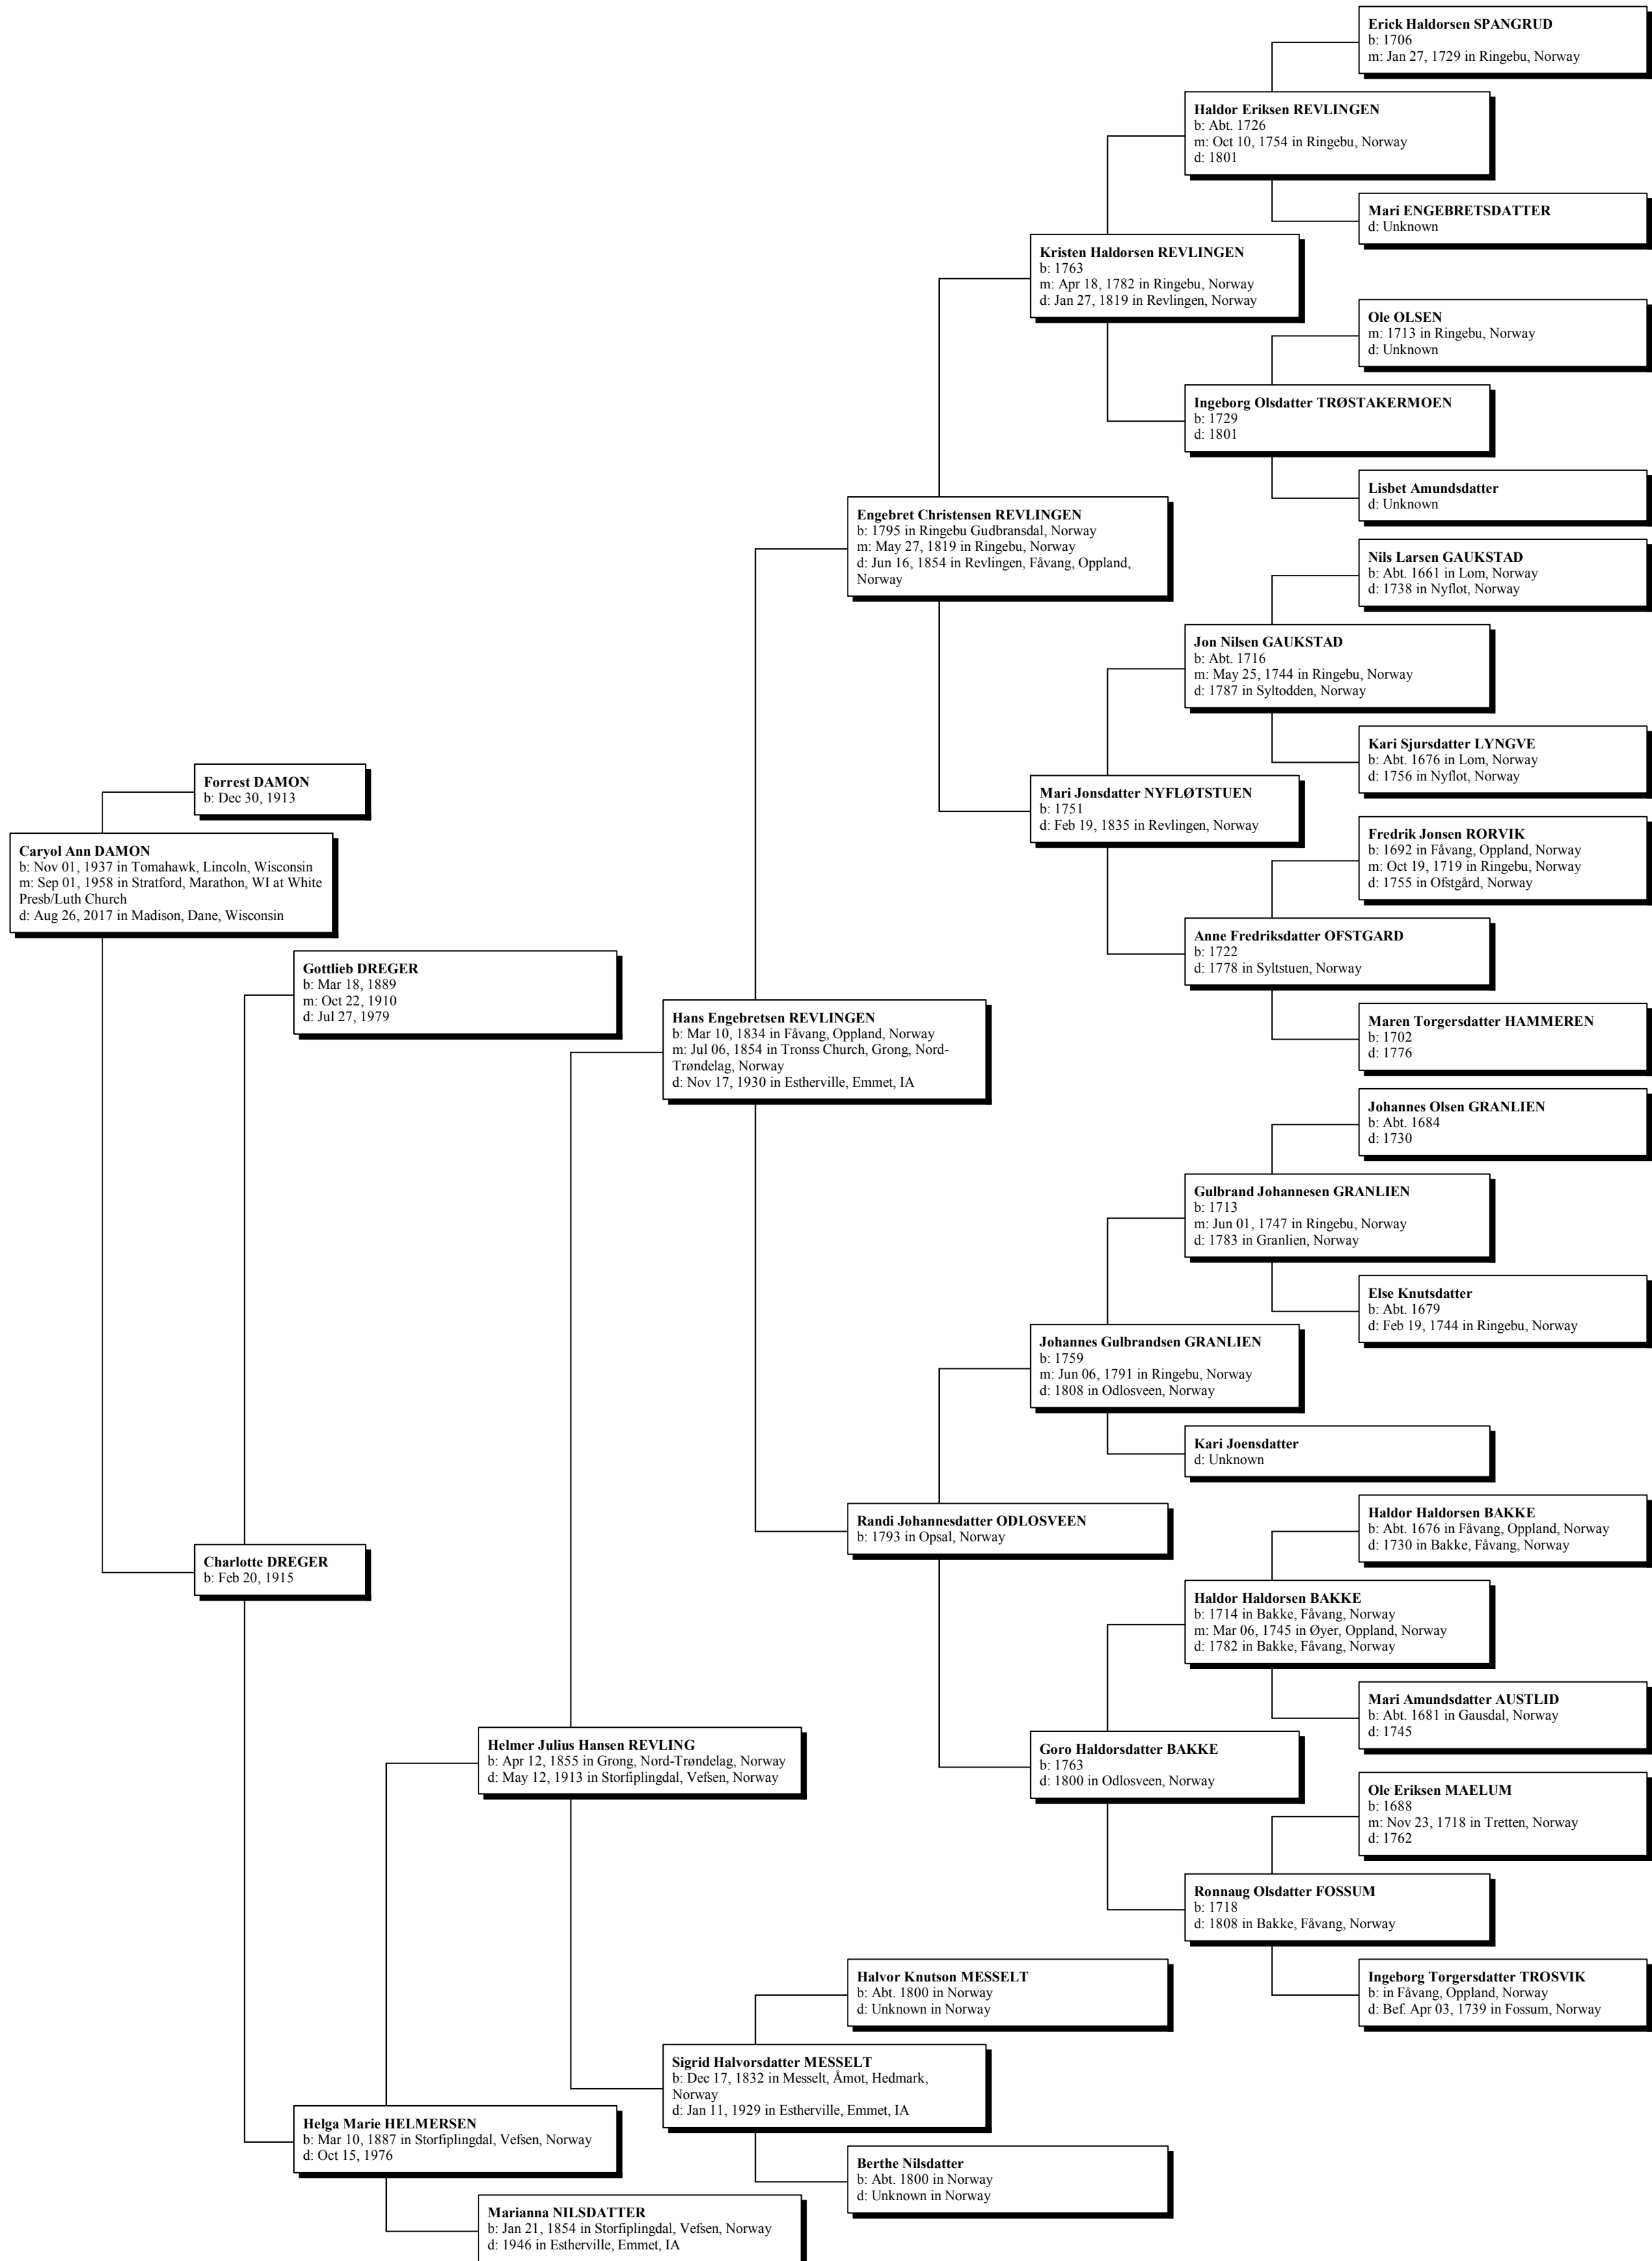 Erick Haldorsen SPANGRUD
b: 1706
m: Jan 27, 1729 in Ringebu, Norway
Haldor Eriksen REVLINGEN
b: Abt. 1726
m: Oct 10, 1754 in Ringebu, Norway
d: 1801
Mari ENGEBRETSDATTER
d: Unknown
Kristen Haldorsen REVLINGEN
b: 1763
m: Apr 18, 1782 in Ringebu, Norway
d: Jan 27, 1819 in Revlingen, Norway
Ole OLSEN
m: 1713 in Ringebu, Norway
d: Unknown
Ingeborg Olsdatter TRØSTAKERMOEN
b: 1729
d: 1801
Lisbet Amundsdatter
d: Unknown
Engebret Christensen REVLINGEN
b: 1795 in Ringebu Gudbransdal, Norway
m: May 27, 1819 in Ringebu, Norway
d: Jun 16, 1854 in Revlingen, Fåvang, Oppland,
Norway
Nils Larsen GAUKSTAD
b: Abt. 1661 in Lom, Norway
d: 1738 in Nyflot, Norway
Jon Nilsen GAUKSTAD
b: Abt. 1716
m: May 25, 1744 in Ringebu, Norway
d: 1787 in Syltodden, Norway
Kari Sjursdatter LYNGVE
b: Abt. 1676 in Lom, Norway
d: 1756 in Nyflot, Norway
Mari Jonsdatter NYFLØTSTUEN
b: 1751
d: Feb 19, 1835 in Revlingen, Norway
Fredrik Jonsen RORVIK
b: 1692 in Fåvang, Oppland, Norway
m: Oct 19, 1719 in Ringebu, Norway
d: 1755 in Ofstgård, Norway
Anne Fredriksdatter OFSTGARD
b: 1722
d: 1778 in Syltstuen, Norway
Maren Torgersdatter HAMMEREN
b: 1702
d: 1776
Forrest DAMON
b: Dec 30, 1913
Caryol Ann DAMON
b: Nov 01, 1937 in Tomahawk, Lincoln, Wisconsin
m: Sep 01, 1958 in Stratford, Marathon, WI at White
Presb/Luth Church
d: Aug 26, 2017 in Madison, Dane, Wisconsin
Gottlieb DREGER
b: Mar 18, 1889
m: Oct 22, 1910
d: Jul 27, 1979
Hans Engebretsen REVLINGEN
b: Mar 10, 1834 in Fåvang, Oppland, Norway
m: Jul 06, 1854 in Tronss Church, Grong, Nord-
Trøndelag, Norway
d: Nov 17, 1930 in Estherville, Emmet, IA
Johannes Olsen GRANLIEN
b: Abt. 1684
d: 1730
Gulbrand Johannesen GRANLIEN
b: 1713
m: Jun 01, 1747 in Ringebu, Norway
d: 1783 in Granlien, Norway
Else Knutsdatter
b: Abt. 1679
d: Feb 19, 1744 in Ringebu, Norway
Johannes Gulbrandsen GRANLIEN
b: 1759
m: Jun 06, 1791 in Ringebu, Norway
d: 1808 in Odlosveen, Norway
Kari Joensdatter
d: Unknown
Randi Johannesdatter ODLOSVEEN
b: 1793 in Opsal, Norway
Haldor Haldorsen BAKKE
b: Abt. 1676 in Fåvang, Oppland, Norway
d: 1730 in Bakke, Fåvang, Norway
Charlotte DREGER
b: Feb 20, 1915
Haldor Haldorsen BAKKE
b: 1714 in Bakke, Fåvang, Norway
m: Mar 06, 1745 in Øyer, Oppland, Norway
d: 1782 in Bakke, Fåvang, Norway
Mari Amundsdatter AUSTLID
b: Abt. 1681 in Gausdal, Norway
d: 1745
Helmer Julius Hansen REVLING
b: Apr 12, 1855 in Grong, Nord-Trøndelag, Norway
d: May 12, 1913 in Storfiplingdal, Vefsen, Norway
Goro Haldorsdatter BAKKE
b: 1763
d: 1800 in Odlosveen, Norway
Ole Eriksen MAELUM
b: 1688
m: Nov 23, 1718 in Tretten, Norway
d: 1762
Ronnaug Olsdatter FOSSUM
b: 1718
d: 1808 in Bakke, Fåvang, Norway
Halvor Knutson MESSELT
b: Abt. 1800 in Norway
d: Unknown in Norway
Ingeborg Torgersdatter TROSVIK
b: in Fåvang, Oppland, Norway
d: Bef. Apr 03, 1739 in Fossum, Norway
Sigrid Halvorsdatter MESSELT
b: Dec 17, 1832 in Messelt, Åmot, Hedmark,
Norway
d: Jan 11, 1929 in Estherville, Emmet, IA
Helga Marie HELMERSEN
b: Mar 10, 1887 in Storfiplingdal, Vefsen, Norway
d: Oct 15, 1976
Berthe Nilsdatter
b: Abt. 1800 in Norway
d: Unknown in Norway
Marianna NILSDATTER
b: Jan 21, 1854 in Storfiplingdal, Vefsen, Norway
d: 1946 in Estherville, Emmet, IA